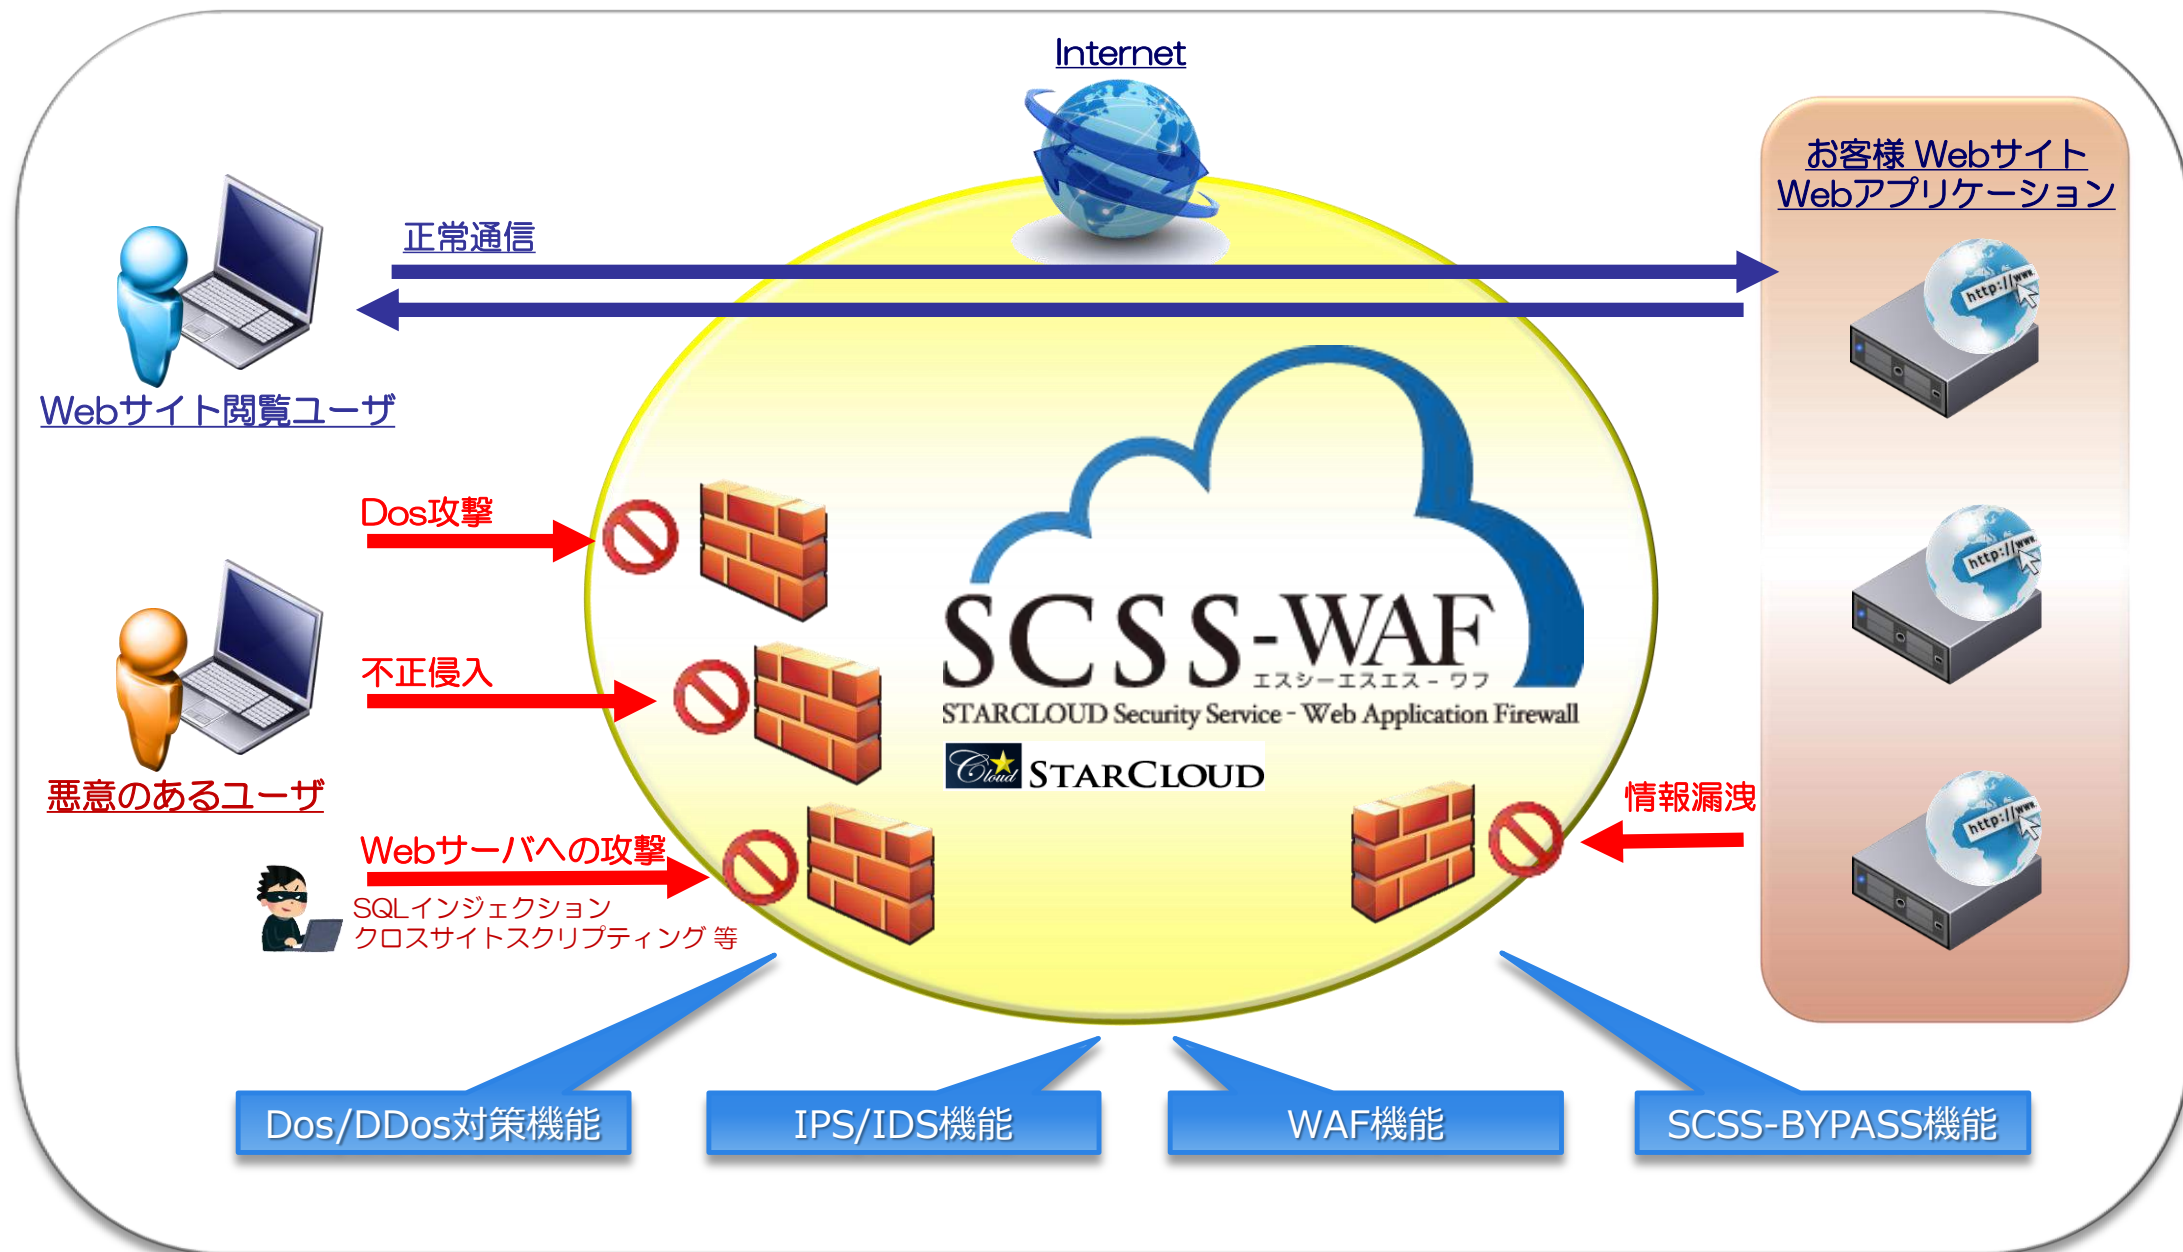 Internet
お客様 Webサイト
Webアプリケーション
正常通信
http://www.
Webサイト閲覧ユーザ
Dos攻撃
http://www.
SCSS-WAF
エスシーエスエス - ワフ
不正侵入
STARCLOUD Security Service - Web Application Firewall
Cloud STARCLOUD
悪意のあるユーザ
情報漏洩
http://www.
Webサーバへの攻撃
SQLインジェクション
クロスサイトスクリプティング 等
Dos/DDos対策機能
IPS/IDS機能
WAF機能
SCSS-BYPASS機能